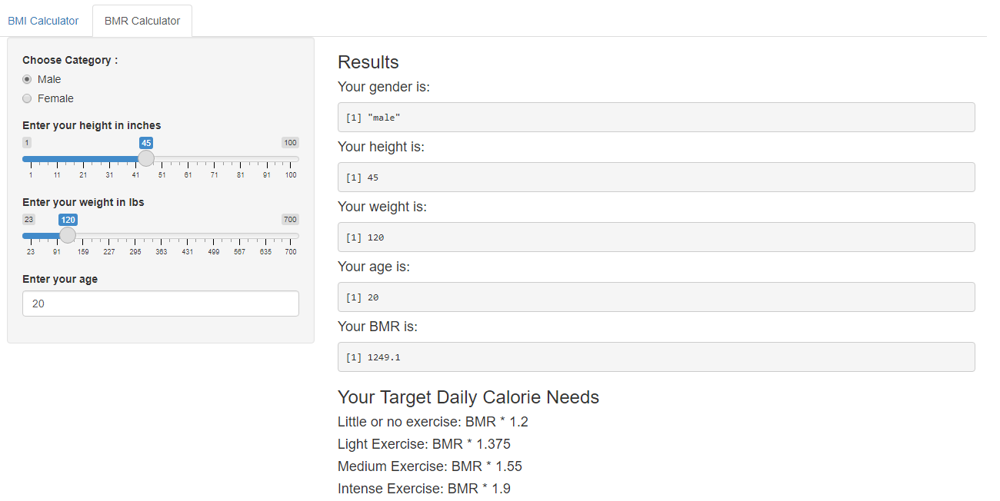 BMI Calculator BMR Calculator
Choose Category :
Male
Female
Enter your height in inches
1 45 100
1 11 21 31 41 51 61 71 81 91 100
Enter your weight in lbs
23 120 700
23 91 159 227 295 363 431 499 567 635 700
Enter your age
20
Results
Your gender is:
[1] "male"
Your height is:
[1] 45
Your weight is:
[1] 120
Your age is:
[1] 20
Your BMR is:
[1] 1249.1
Your Target Daily Calorie Needs
Little or no exercise: BMR * 1.2
Light Exercise: BMR * 1.375
Medium Exercise: BMR * 1.55
Intense Exercise: BMR * 1.9